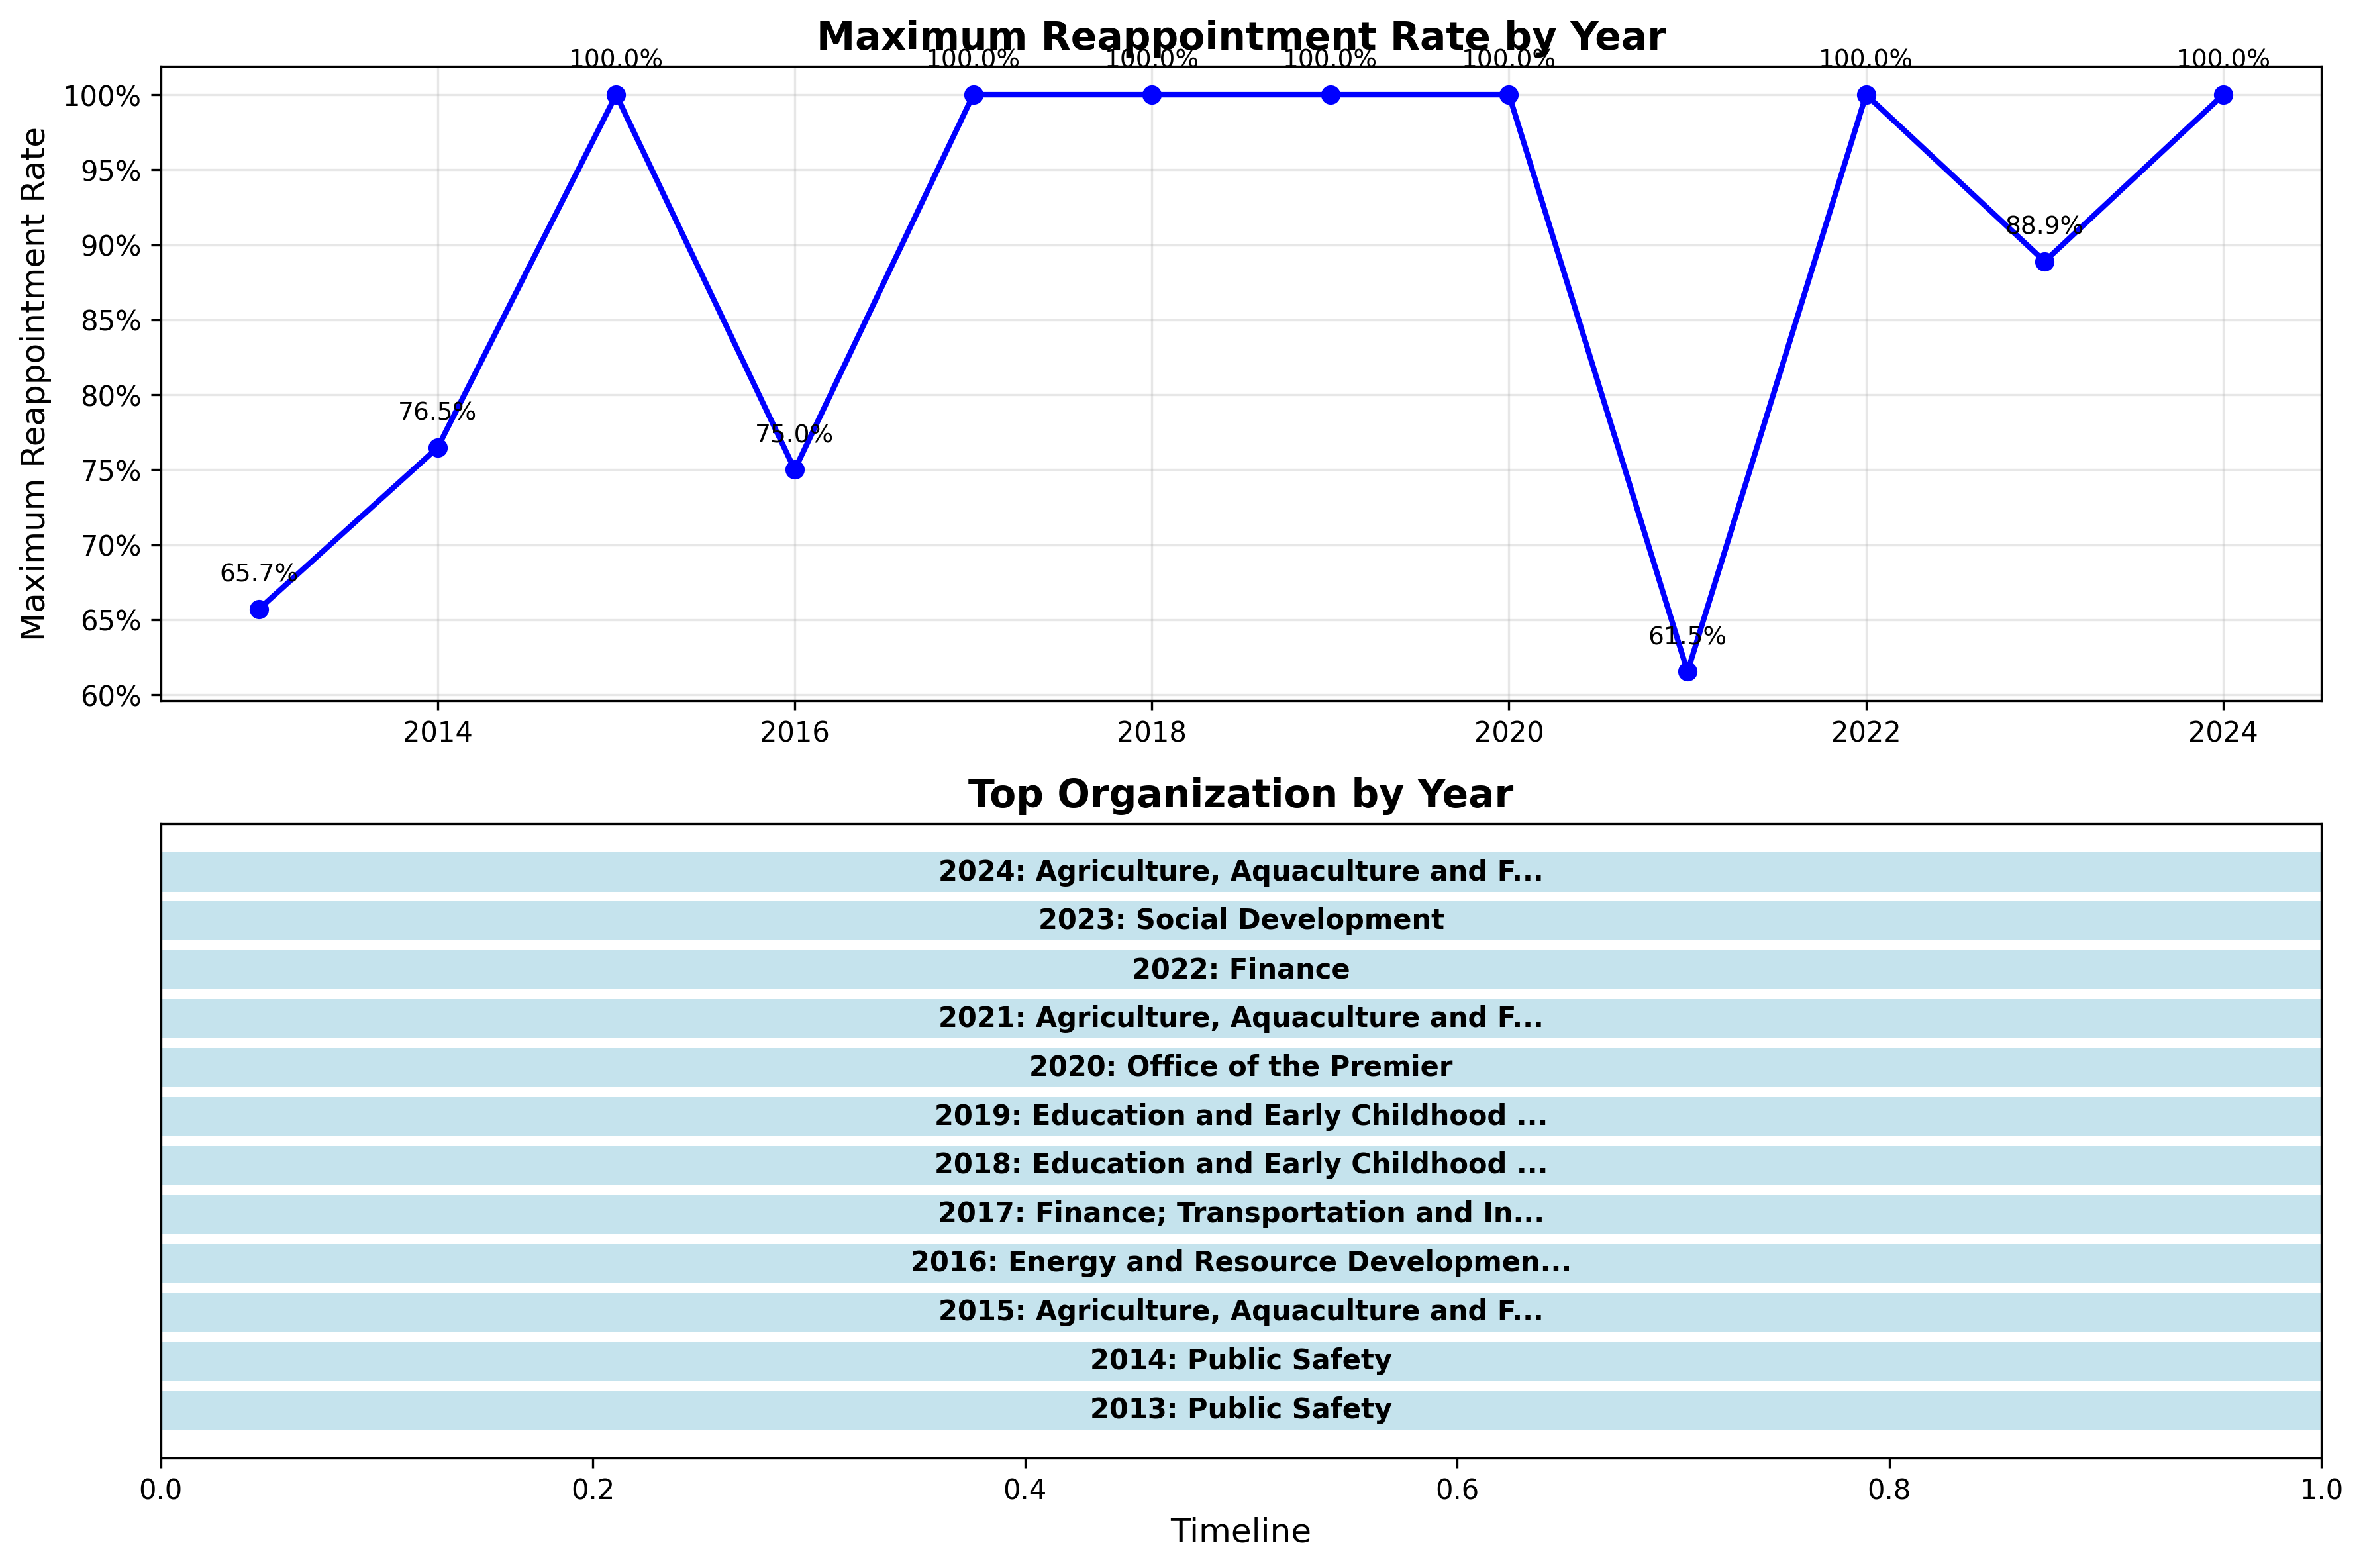 Maximum Reappointment Rate by Year
100.0% 100.0% 100.0% 100.0% 100.0% 100.0% 100.0%
Maximum Reappointment Rate
100%
95%
90%
85%
80%
75%
70%
65%
60%
88.9%
76.5%
75.0%
65.7%
61.5%
2014 2016 2018 2020 2022 2024
Top Organization by Year
2024: Agriculture, Aquaculture and F...
2023: Social Development
2022: Finance
2021: Agriculture, Aquaculture and F...
2020: Office of the Premier
2019: Education and Early Childhood ...
2018: Education and Early Childhood ...
2017: Finance; Transportation and In...
2016: Energy and Resource Developmen...
2015: Agriculture, Aquaculture and F...
2014: Public Safety
2013: Public Safety
0.0 0.2 0.4 0.6 0.8 1.0
Timeline